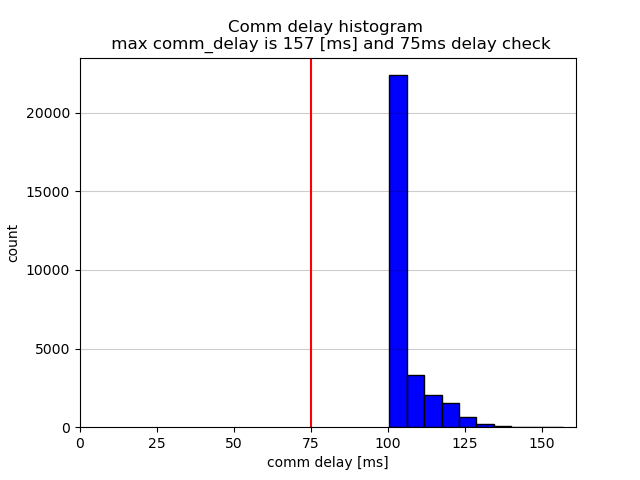 Comm delay histogram
max comm_delay is 157 [ms] and 75ms delay check
20000
15000
10000
5000
0
count
0 25 50 75 100 125 150
comm delay [ms]